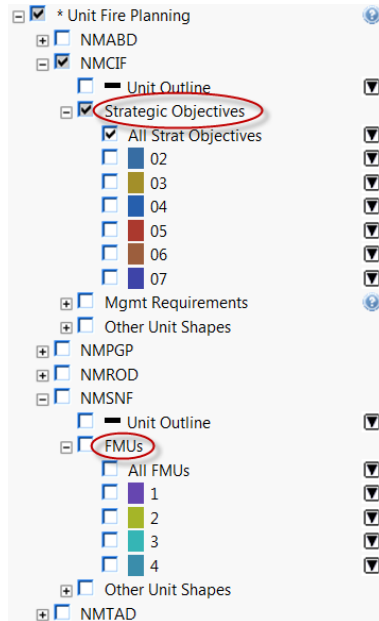 * Unit Fire Planning
NMABD
NMCIF
Unit Outline
Strategic Objectives
All Strat Objectives
02
03
04
05
06
07
Mgmt Requirements
Other Unit Shapes
NMPGP
NMROD
NMSNF
Unit Outline
FMUs
All FMUs
1
2
3
4
Other Unit Shapes
NMTAD